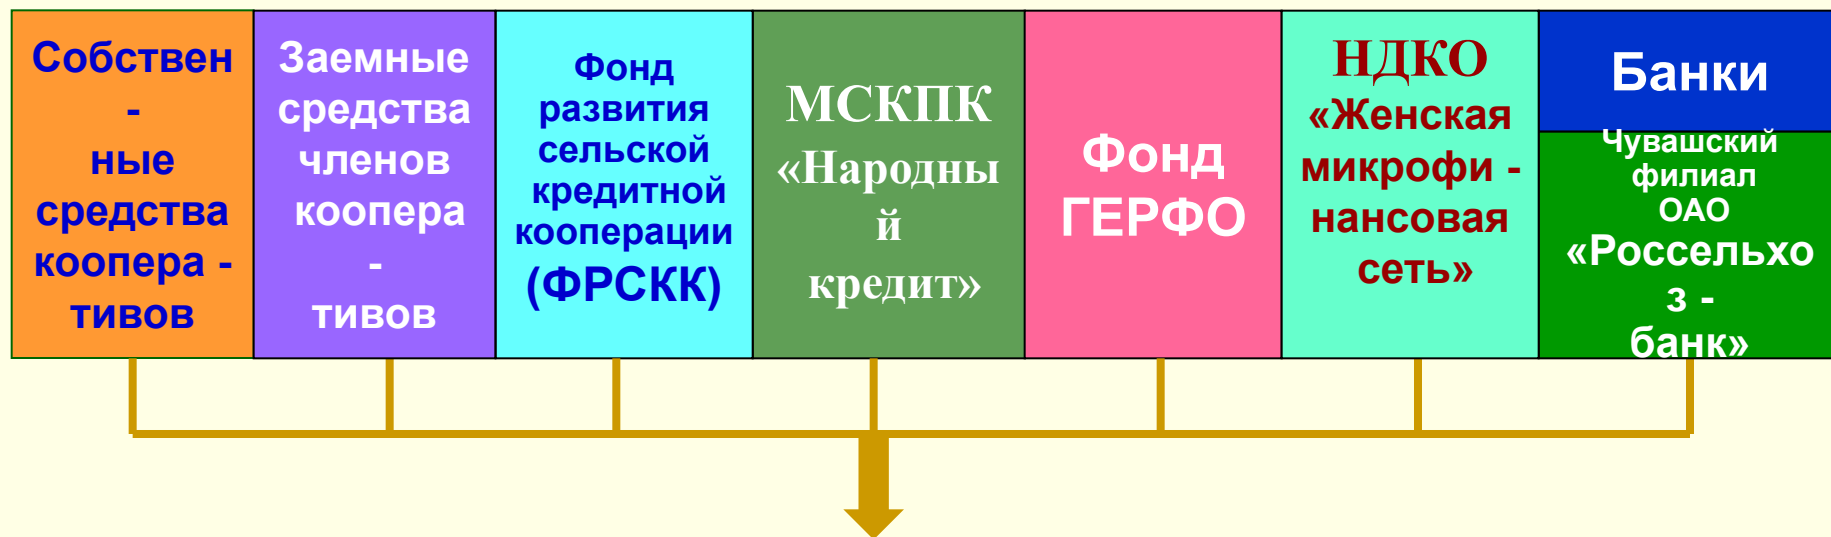 Собствен
-
ные
средства
коопера -
тивов
Заемные
средства
членов
коопера
-
тивов
Фонд
развития
сельской
кредитной
кооперации
(ФРСКК)
МСКПК
«Народны
й
кредит»
Фонд
ГЕРФО
НДКО
«Женская
микрофи -
нансовая
сеть»
Банки
Чувашский
филиал
ОАО
«Россельхо
з -
банк»